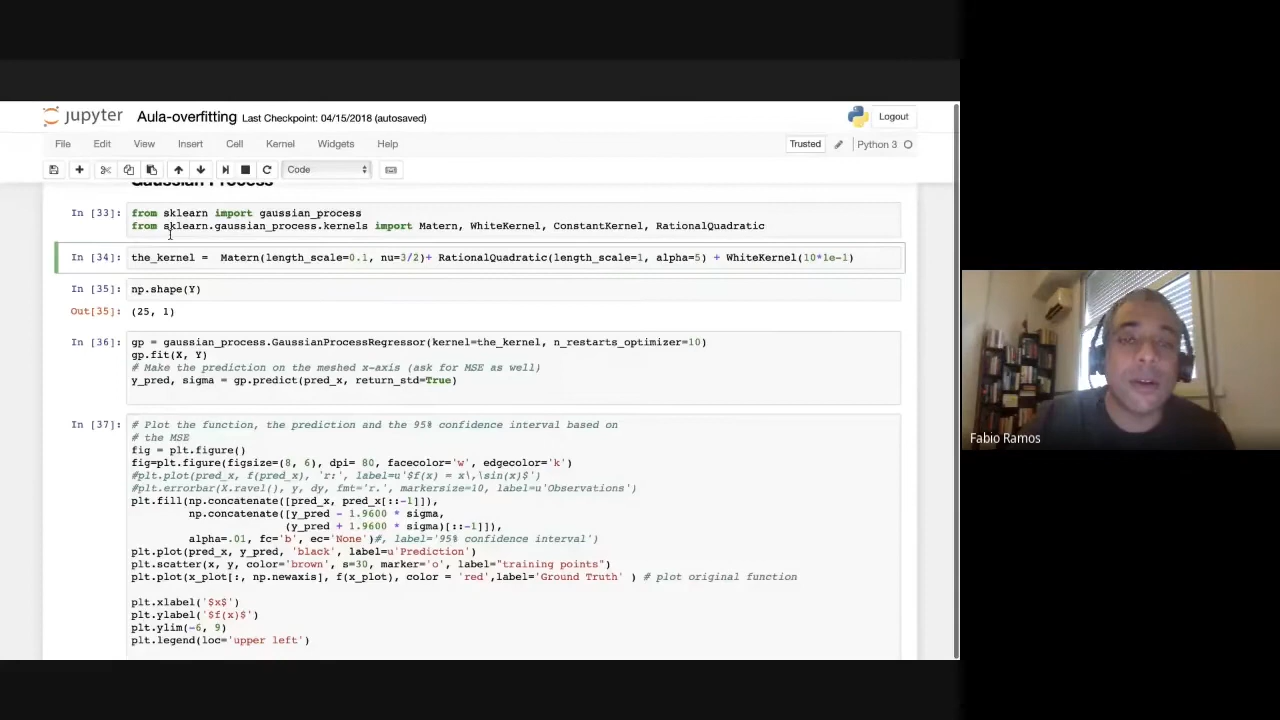 jupyter Aula-overfitting Last Checkpoint: 04/15/2018 (autosaved) Logout
File Edit View Insert Cell Kernel Widgets Help Trusted Python 3
Code
Gaussian Process
In [33]: from sklearn import gaussian_process
from sklearn.gaussian_process.kernels import Matern, WhiteKernel, ConstantKernel, RationalQuadratic
In [34]: the_kernel = Matern(length_scale=0.1, nu=3/2)+ RationalQuadratic(length_scale=1, alpha=5) + WhiteKernel(10*1e-1)
In [35]: np.shape(Y)
Out[35]: (25, 1)
In [36]: gp = gaussian_process.GaussianProcessRegressor(kernel=the_kernel, n_restarts_optimizer=10)
gp.fit(X, Y)
# Make the prediction on the meshed x-axis (ask for MSE as well)
y_pred, sigma = gp.predict(pred_x, return_std=True)
In [37]: # Plot the function, the prediction and the 95% confidence interval based on
# the MSE
fig = plt.figure()
fig=plt.figure(figsize=(8, 6), dpi= 80, facecolor='w', edgecolor='k')
#plt.plot(pred_x, f(pred_x), 'r:', label=u'$f(x) = x\,\sin(x)$')
#plt.errorbar(X.ravel(), y, dy, fmt='r.', markersize=10, label=u'Observations')
plt.fill(np.concatenate([pred_x, pred_x[::-1]]),
np.concatenate([y_pred - 1.9600 * sigma,
(y_pred + 1.9600 * sigma)[::-1]]),
alpha=.01, fc='b', ec='None')#, label='95% confidence interval')
plt.plot(pred_x, y_pred, 'black', label=u'Prediction')
plt.scatter(x, y, color='brown', s=30, marker='o', label="training points")
plt.plot(x_plot[:, np.newaxis], f(x_plot), color = 'red',label='Ground Truth' ) # plot original function
plt.xlabel('$x$')
plt.ylabel('$f(x)$')
plt.ylim(-6, 9)
plt.legend(loc='upper left')
Fabio Ramos